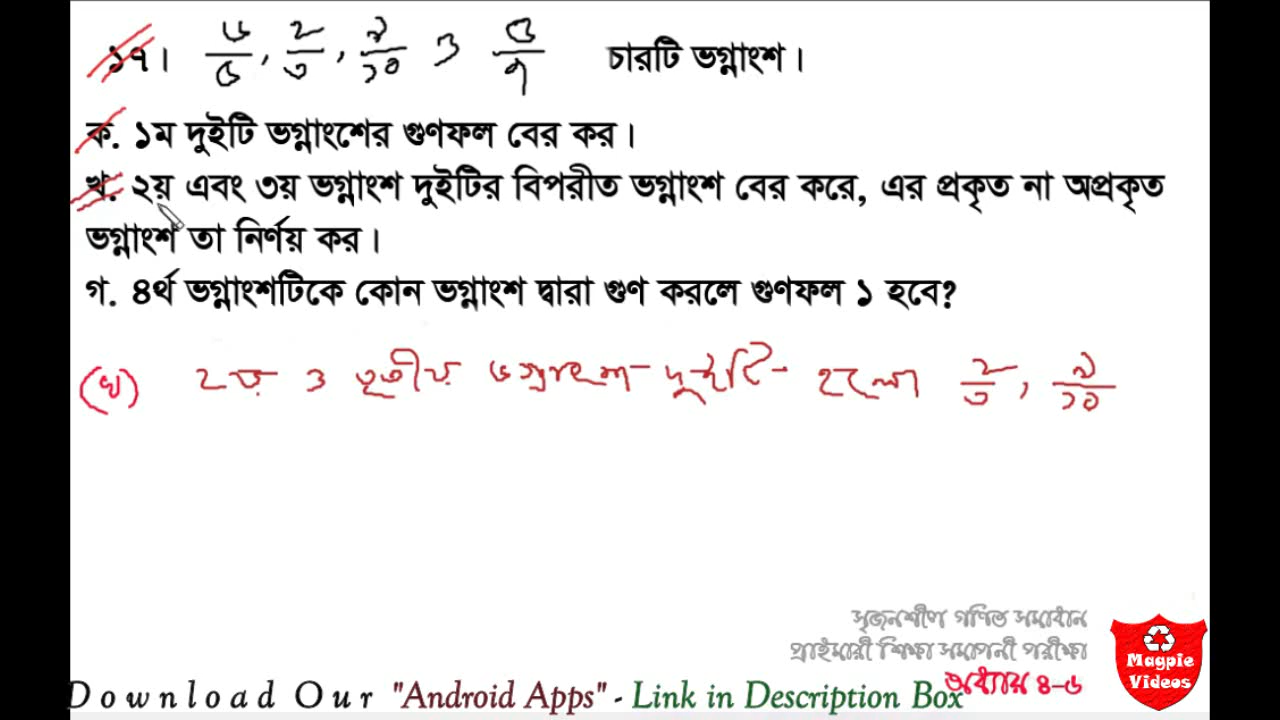 ১৭। ৬/৫, ২/৩, ৯/১০ ও ৫/৭ চারটি ভগ্নাংশ।
ক. ১ম দুইটি ভগ্নাংশের গুণফল বের কর।
খ. ২য় এবং ৩য় ভগ্নাংশ দুইটির বিপরীত ভগ্নাংশ বের করে, এর প্রকৃত না অপ্রকৃত
ভগ্নাংশ তা নির্ণয় কর।
গ. ৪র্থ ভগ্নাংশটিকে কোন ভগ্নাংশ দ্বারা গুণ করলে গুণফল ১ হবে?
(খ) ২য় ও তৃতীয় ভগ্নাংশ দুইটি হলো ২/৩, ৯/১০
সৃজনশীল গণিত সমাধান
প্রাইমারী শিক্ষা সমাপনী পরীক্ষা
অধ্যায় ৪-৬
Magpie
Videos
Download Our "Android Apps" - Link in Description Box